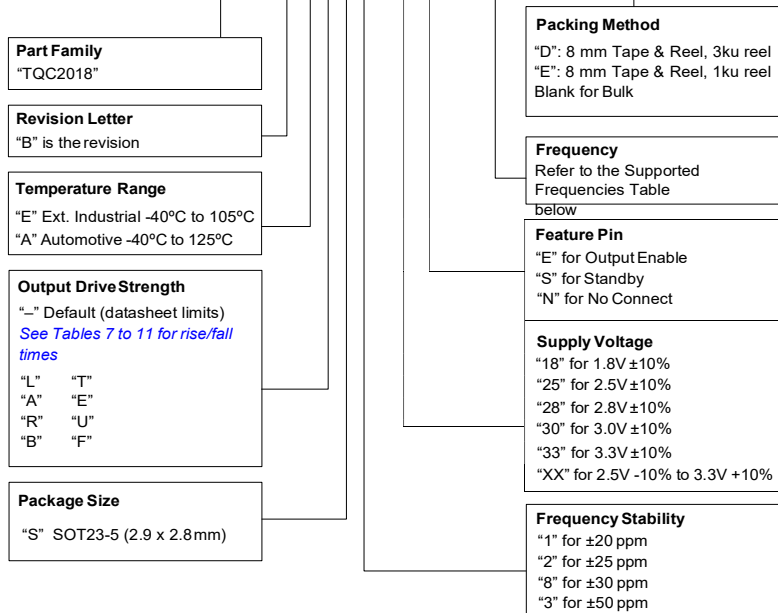 Part Family
“TQC2018”
Revision Letter
“B” is the revision
Temperature Range
“E” Ext. Industrial -40ºC to 105ºC
“A” Automotive -40ºC to 125ºC
Output Drive Strength
“–” Default (datasheet limits)
See Tables 7 to 11 for rise/fall
times
“L” “T”
“A” “E”
“R” “U”
“B” “F”
Package Size
“S” SOT23-5 (2.9 x 2.8mm)
Packing Method
“D”: 8 mm Tape & Reel, 3ku reel
“E”: 8 mm Tape & Reel, 1ku reel
Blank for Bulk
Frequency
Refer to the Supported
Frequencies Table
below
Feature Pin
“E” for Output Enable
“S” for Standby
“N” for No Connect
Supply Voltage
“18” for 1.8V ±10%
“25” for 2.5V ±10%
“28” for 2.8V ±10%
“30” for 3.0V ±10%
“33” for 3.3V ±10%
“XX” for 2.5V -10% to 3.3V +10%
Frequency Stability
“1” for ±20 ppm
“2” for ±25 ppm
“8” for ±30 ppm
“3” for ±50 ppm